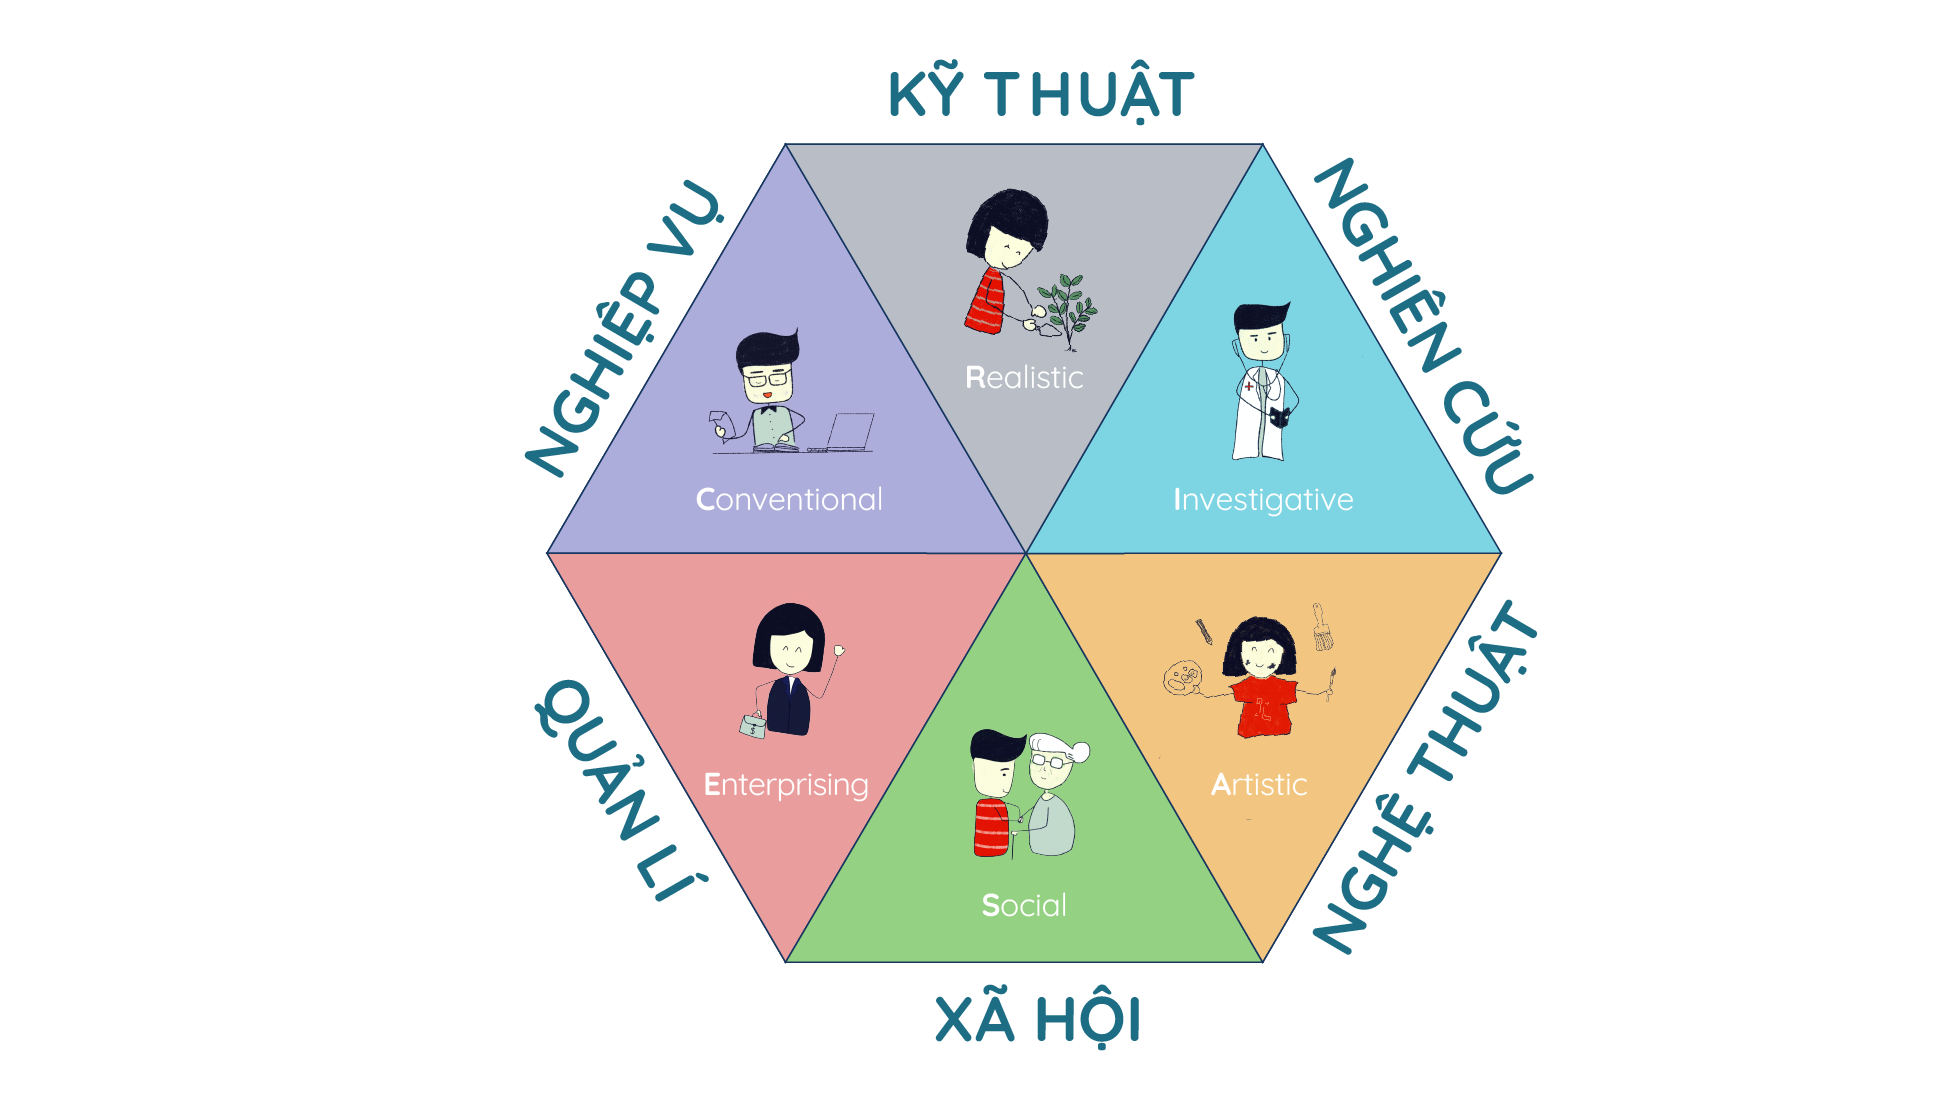 KỸ THUẬT
NGHIÊN CỨU
NGHIỆP VỤ
Realistic
Conventional
Investigative
Enterprising
Artistic
Social
QUẢN LÍ
NGHỆ THUẬT
XÃ HỘI